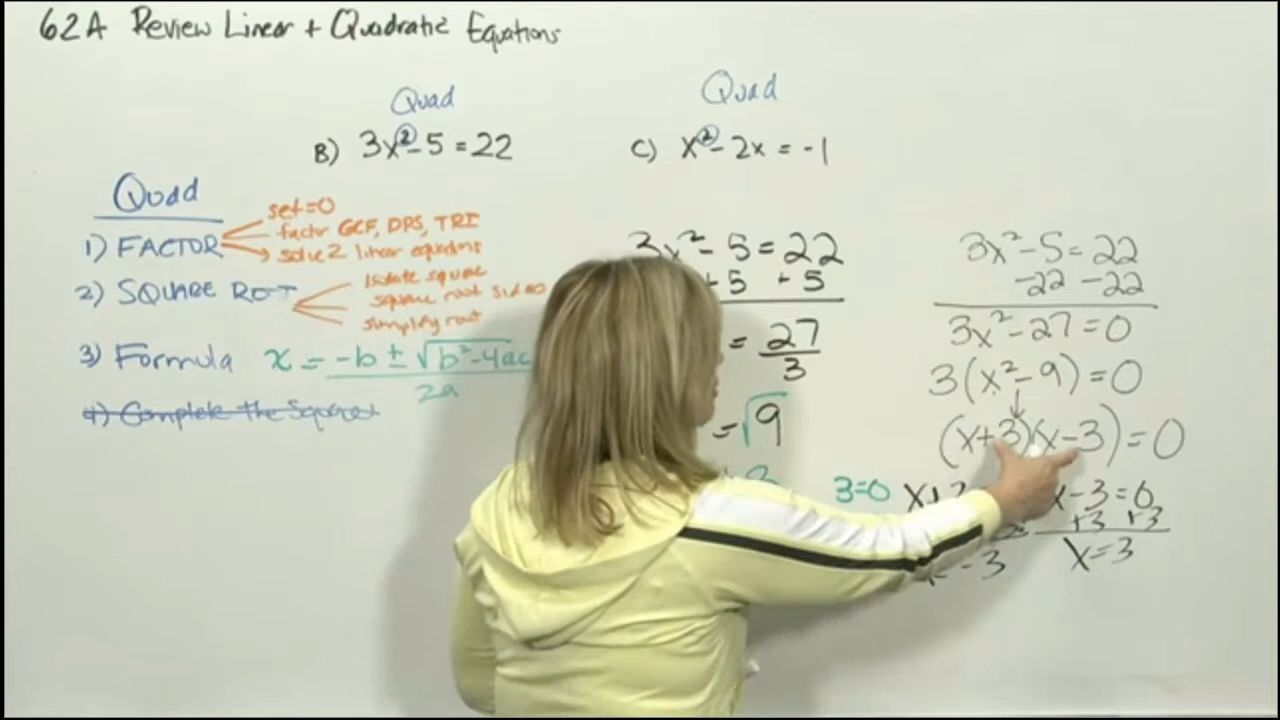 62A Review Linear + Quadratic Equations
Quad
B) 3x²-5=22
Quad
C) x²-2x=-1
Quad
1) FACTOR
set=0
factor GCF, DPS, TRI
solve 2 linear equations
2) SQUARE ROOT
isolate square
square root sides
simplify root
3) Formula x = -b ± √b²-4ac
2a
4) Complete the Square
3x²-5=22
+5 +5
= 27
3
= √9
3x²-5=22
-22 -22
3x²-27=0
3(x²-9)=0
(x+3)(x-3)=0
3=0
x-3=0
+3 +3
-3
x=3